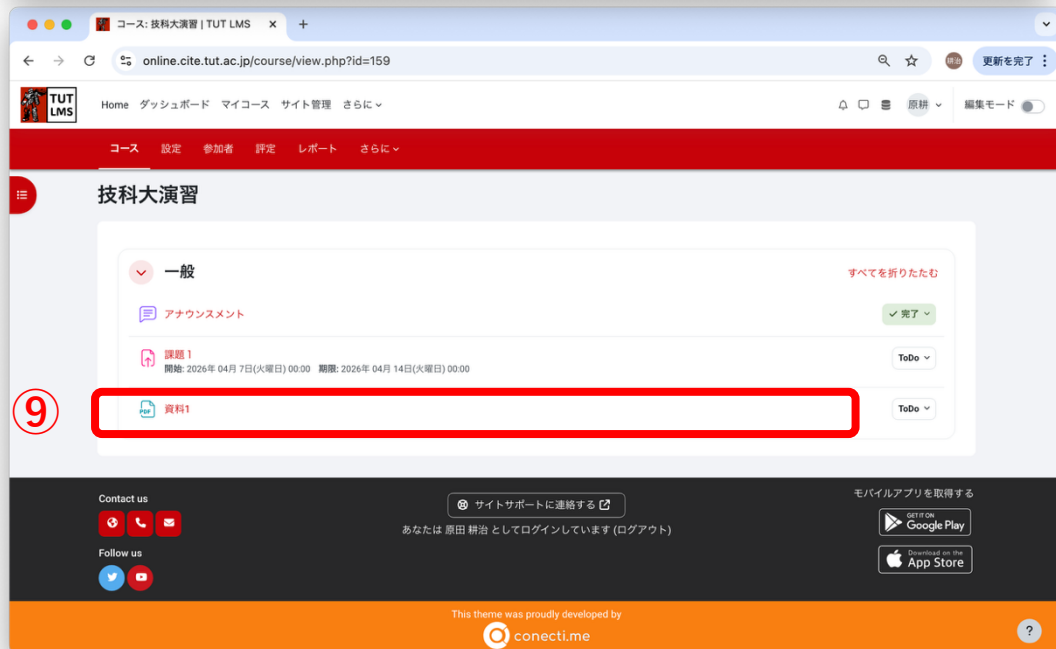 コース: 技科大演習 | TUT LMS
online.cite.tut.ac.jp/course/view.php?id=159
耕治
更新を完了
TUT LMS
Home ダッシュボード マイコース サイト管理 さらに
原耕
編集モード
コース 設定 参加者 評定 レポート さらに
技科大演習
一般
すべてを折りたたむ
アナウンスメント
完了
課題 1
ToDo
開始: 2026年 04月 7日(火曜日) 00:00 期限: 2026年 04月 14日(火曜日) 00:00
⑨
PDF
資料1
ToDo
Contact us
サイトサポートに連絡する
モバイルアプリを取得する
あなたは 原田 耕治 としてログインしています (ログアウト)
GET IT ON
Google Play
Follow us
Download on the
App Store
This theme was proudly developed by
conecti.me
?